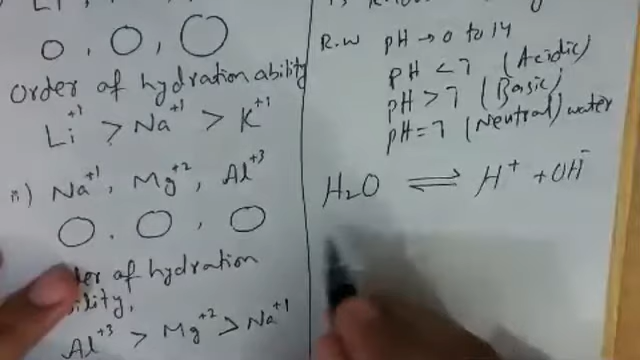 Order of hydration ability
Li⁺¹ > Na⁺¹ > K⁺¹
ii) Na⁺¹, Mg⁺², Al⁺³
of hydration
Al⁺³ > Mg⁺² > Na⁺¹
R.W pH → 0 to 14
pH < 7 (Acidic)
pH > 7 (Basic)
pH = 7 (Neutral) water
H₂O ⇌ H⁺ + OH⁻